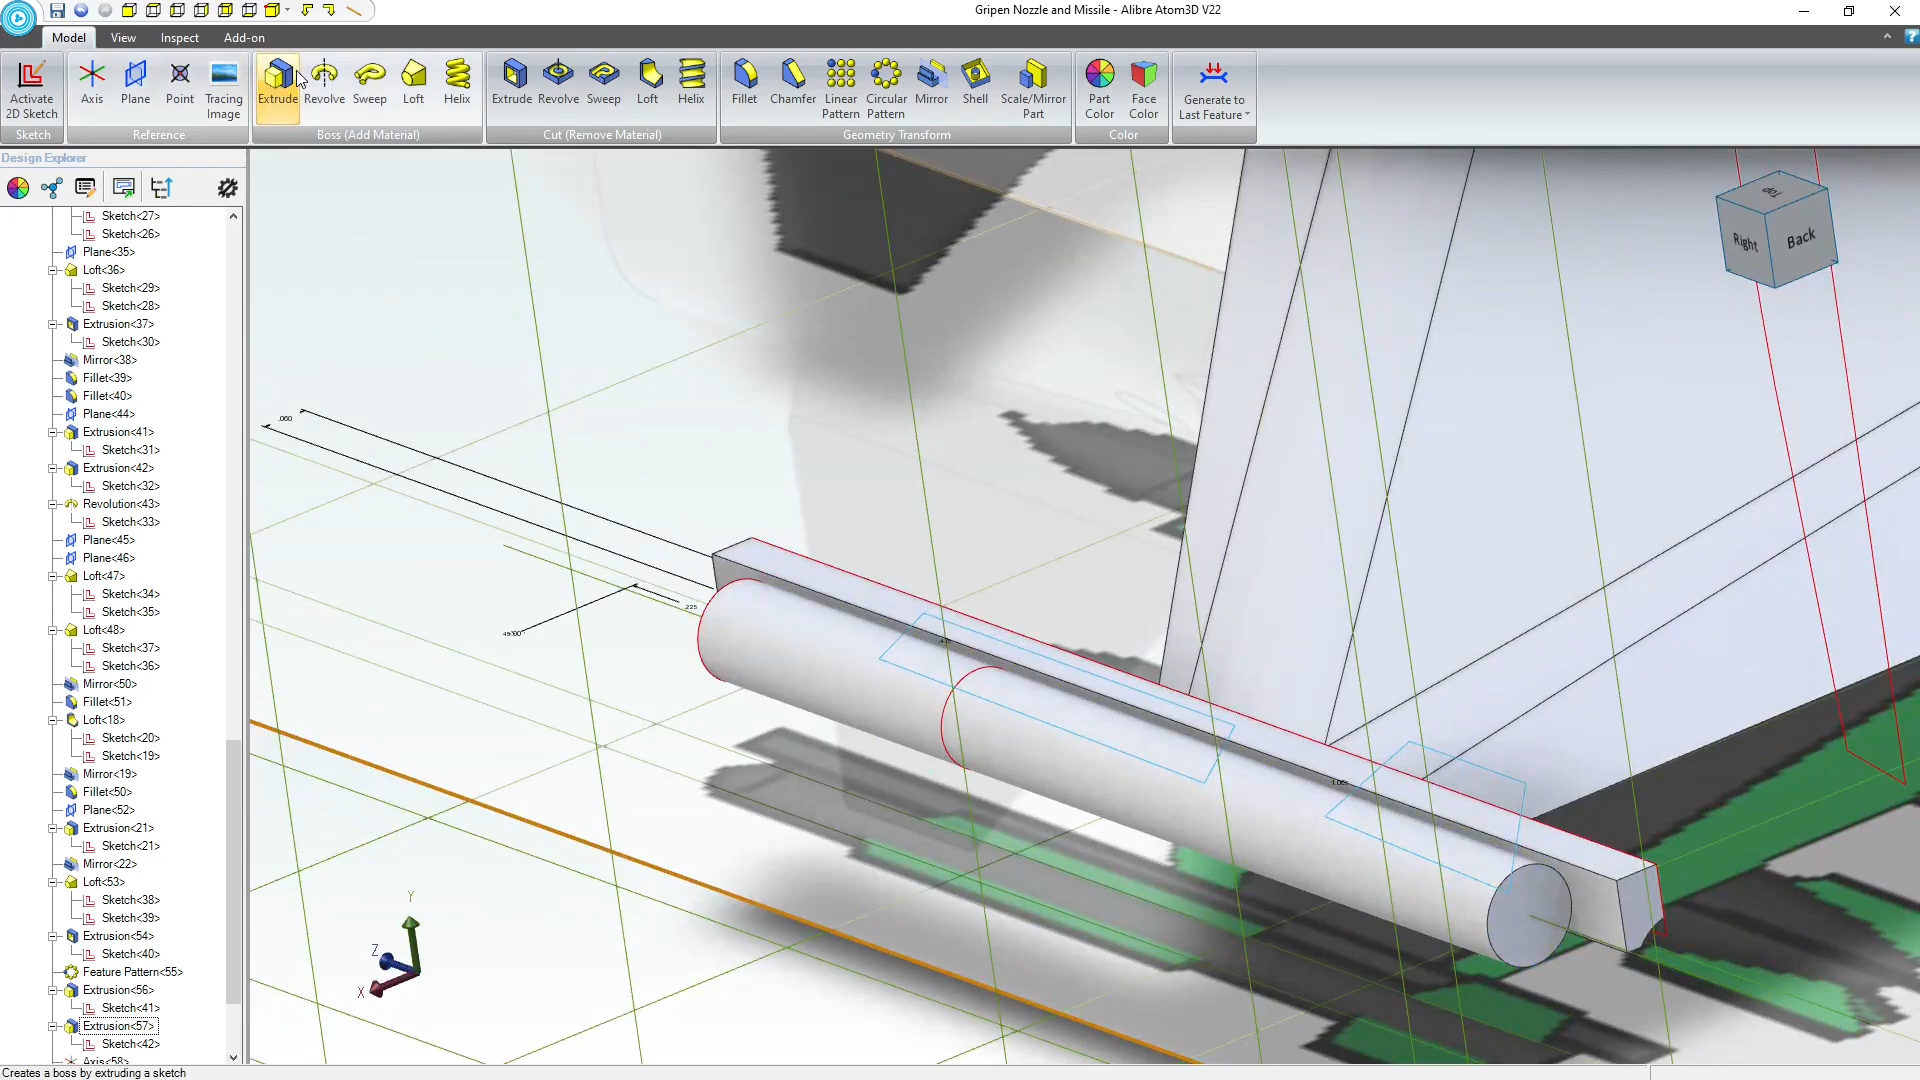 Gripen Nozzle and Missile - Alibre Atom3D V22
Model View Inspect Add-on
Activate 2D Sketch
Axis Plane Point Tracing Image
Extrude Revolve Sweep Loft Helix
Extrude Revolve Sweep Loft Helix
Fillet Chamfer Linear Pattern Circular Pattern Mirror Shell Scale/Mirror Part
Part Color Face Color
Generate to Last Feature
Sketch Reference Boss (Add Material) Cut (Remove Material) Geometry Transform Color
Design Explorer
Sketch<27>
Sketch<26>
Plane<35>
Loft<36>
Sketch<29>
Sketch<28>
Extrusion<37>
Sketch<30>
Mirror<38>
Fillet<39>
Fillet<40>
Plane<44>
Extrusion<41>
Sketch<31>
Extrusion<42>
Sketch<32>
Revolution<43>
Sketch<33>
Plane<45>
Plane<46>
Loft<47>
Sketch<34>
Sketch<35>
Loft<48>
Sketch<37>
Sketch<36>
Mirror<50>
Fillet<51>
Loft<18>
Sketch<20>
Sketch<19>
Mirror<19>
Fillet<50>
Plane<52>
Extrusion<21>
Sketch<21>
Mirror<22>
Loft<53>
Sketch<38>
Sketch<39>
Extrusion<54>
Sketch<40>
Feature Pattern<55>
Extrusion<56>
Sketch<41>
Extrusion<57>
Sketch<42>
Axis<58>
Top
Right Back
.060
.225
Y
Z
X
Creates a boss by extruding a sketch